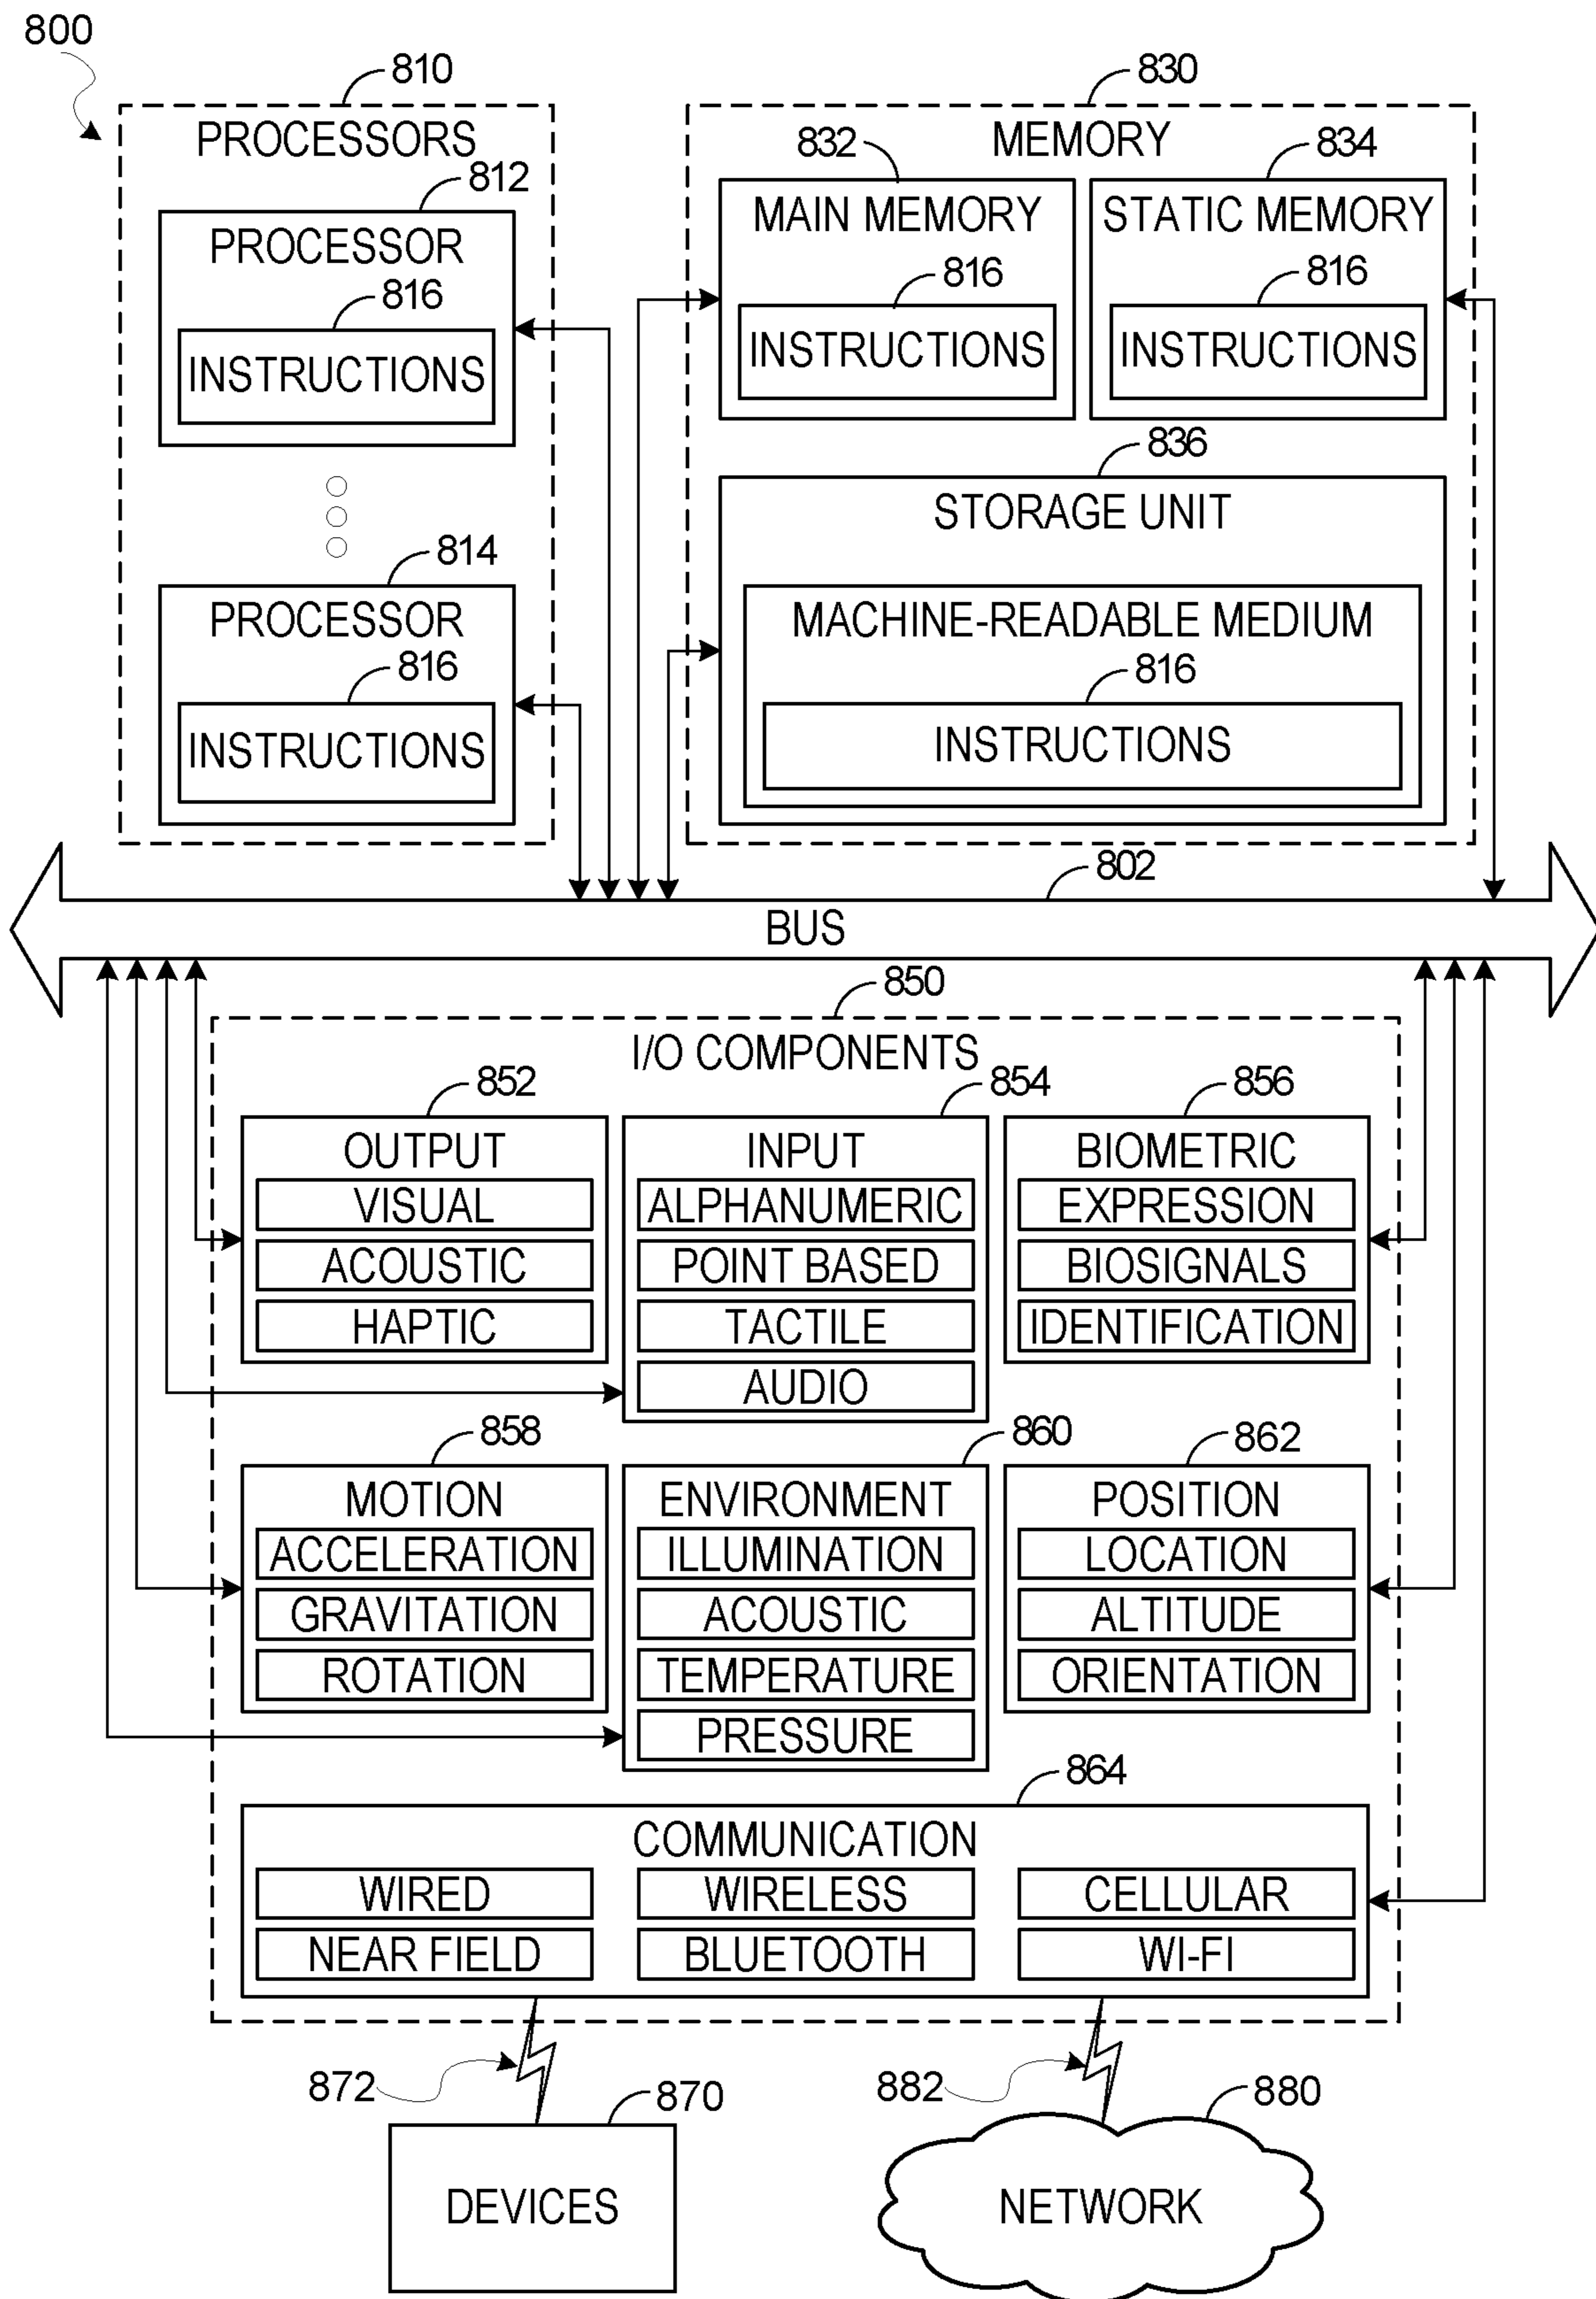 800
810
830
PROCESSORS
MEMORY
832
834
812
PROCESSOR
MAIN MEMORY
STATIC MEMORY
816
816
816
INSTRUCTIONS
INSTRUCTIONS
INSTRUCTIONS
836
STORAGE UNIT
814
PROCESSOR
MACHINE-READABLE MEDIUM
816
816
INSTRUCTIONS
INSTRUCTIONS
802
BUS
850
I/O COMPONENTS
852
854
856
OUTPUT
VISUAL
ACOUSTIC
HAPTIC
INPUT
ALPHANUMERIC
POINT BASED
TACTILE
AUDIO
BIOMETRIC
EXPRESSION
BIOSIGNALS
IDENTIFICATION
858
860
862
MOTION
ACCELERATION
GRAVITATION
ROTATION
ENVIRONMENT
ILLUMINATION
ACOUSTIC
TEMPERATURE
PRESSURE
POSITION
LOCATION
ALTITUDE
ORIENTATION
864
COMMUNICATION
WIRED
WIRELESS
CELLULAR
NEAR FIELD
BLUETOOTH
WI-FI
872
870
882
880
DEVICES
NETWORK